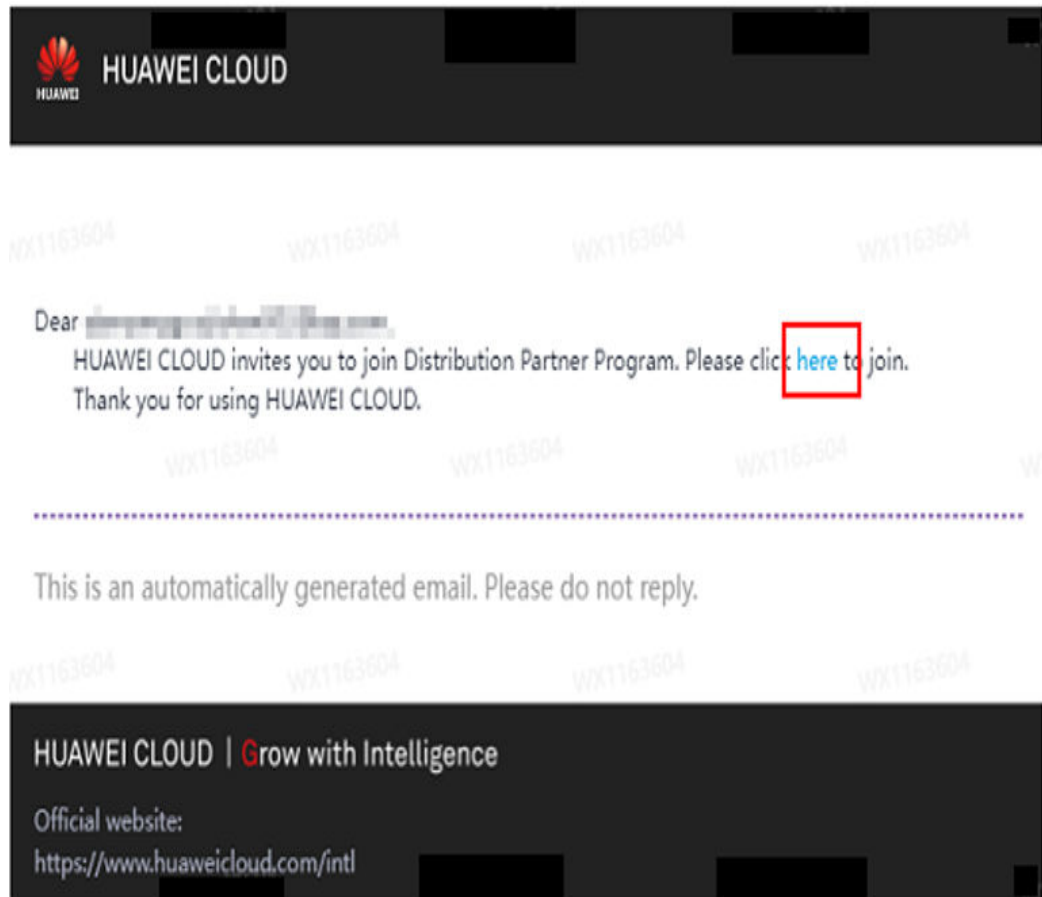 HUAWEI
HUAWEI CLOUD
WX1163604 WX1163604 WX1163604 WX1163604
Dear
HUAWEI CLOUD invites you to join Distribution Partner Program. Please click here to join.
Thank you for using HUAWEI CLOUD.
WX1163604 WX1163604 WX1163604 W
This is an automatically generated email. Please do not reply.
WX1163604 WX1163604 WX1163604 WX1163604
HUAWEI CLOUD | Grow with Intelligence
Official website:
https://www.huaweicloud.com/intl